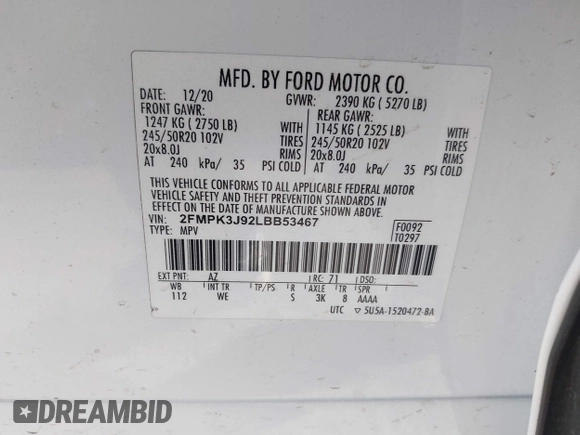 MFD. BY FORD MOTOR CO.
DATE: 12/20 GVWR: 2390 KG ( 5270 LB)
FRONT GAWR: REAR GAWR:
1247 KG ( 2750 LB) WITH 1145 KG ( 2525 LB) WITH
245/50R20 102V TIRES 245/50R20 102V TIRES
20x8.0J RIMS 20x8.0J RIMS
AT 240 kPa/ 35 PSI COLD AT 240 kPa/ 35 PSI COLD
THIS VEHICLE CONFORMS TO ALL APPLICABLE FEDERAL MOTOR
VEHICLE SAFETY AND THEFT PREVENTION STANDARDS IN
EFFECT ON THE DATE OF MANUFACTURE SHOWN ABOVE.
VIN: 2FMPK3J92LBB53467 F0092
TYPE: MPV T0297
EXT PNT: AZ RC: 71 DSO:
WB INT TR TP/PS R AXLE TR SPR
112 WE S 3K 8 AAAA
UTC ▽ 5U5A-1520472-BA
DREAMBID